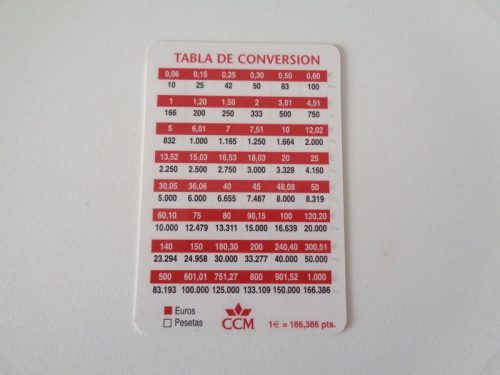 TABLA DE CONVERSION
0,06 0,15 0,25 0,30 0,50 0,60
10 25 42 50 83 100
1 1,20 1,50 2 3,01 4,51
166 200 250 333 500 750
5 6,01 7 7,51 10 12,02
832 1.000 1.165 1.250 1.664 2.000
13,52 15,03 16,53 18,03 20 25
2.250 2.500 2.750 3.000 3.328 4.160
30,05 36,06 40 45 48,08 50
5.000 6.000 6.655 7.487 8.000 8.319
60,10 75 80 90,15 100 120,20
10.000 12.479 13.311 15.000 16.639 20.000
140 150 180,30 200 240,40 300,51
23.294 24.958 30.000 33.277 40.000 50.000
500 601,01 751,27 800 901,52 1.000
83.193 100.000 125.000 133.109 150.000 166.386
Euros
Pesetas
CCM
1€ = 166,386 pts.